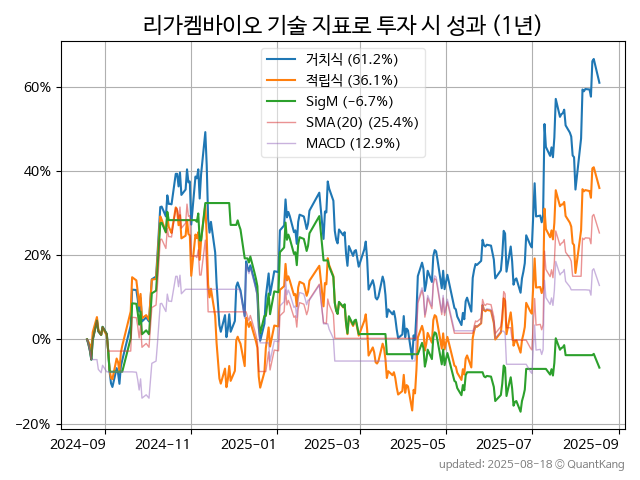 리가켐바이오 기술 지표로 투자 시 성과 (1년)
거치식 (61.2%)
적립식 (36.1%)
SigM (−6.7%)
SMA(20) (25.4%)
MACD (12.9%)
60%
40%
20%
0%
−20%
2024-09 2024-11 2025-01 2025-03 2025-05 2025-07 2025-09
updated: 2025-08-18 © QuantKang